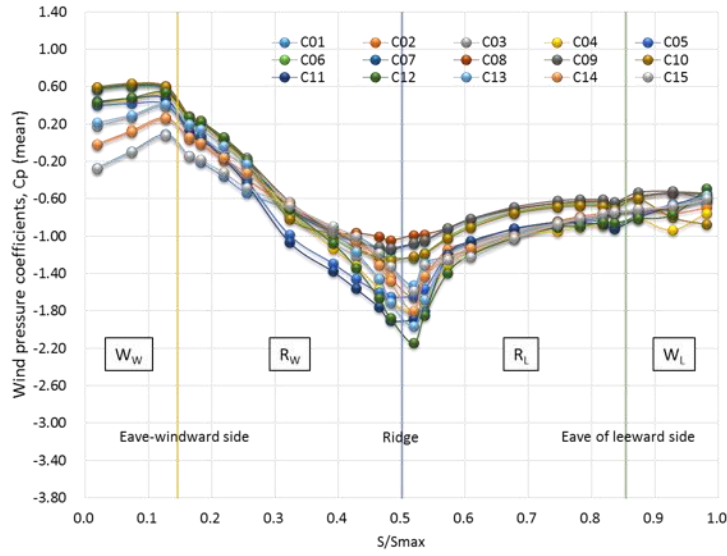 1.40
1.00
0.60
0.20
-0.20
-0.60
-1.00
-1.40
-1.80
-2.20
-2.60
-3.00
-3.40
-3.80
Wind pressure coefficients, Cp (mean)
C01 C02 C03 C04 C05
C06 C07 C08 C09 C10
C11 C12 C13 C14 C15
WW RW RL WL
Eave-windward side Ridge Eave of leeward side
0.0 0.1 0.2 0.3 0.4 0.5 0.6 0.7 0.8 0.9 1.0
S/Smax